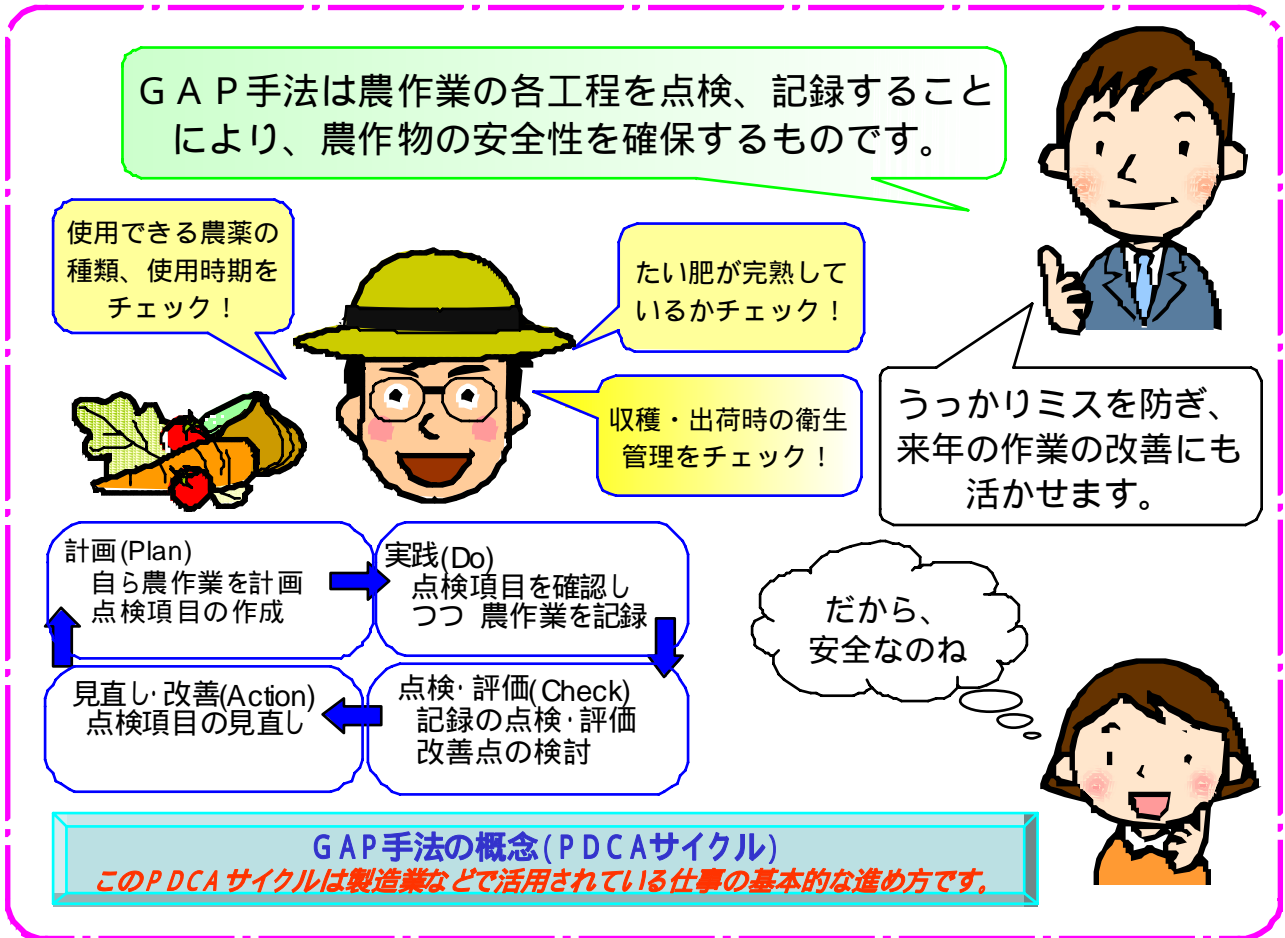 ＧＡＰ手法は農作業の各工程を点検、記録すること
により、農作物の安全性を確保するものです。
使用できる農薬の
種類、使用時期を
チェック！
たい肥が完熟して
いるかチェック！
収穫・出荷時の衛生
管理をチェック！
うっかりミスを防ぎ、
来年の作業の改善にも
活かせます。
計画(Plan)
自ら農作業を計画
点検項目の作成
実践(Do)
点検項目を確認し
つつ 農作業を記録
点検・評価(Check)
記録の点検・評価
改善点の検討
見直し・改善(Action)
点検項目の見直し
だから、
安全なのね
GAP手法の概念(PDCAサイクル)
このPDCAサイクルは製造業などで活用されている仕事の基本的な進め方です。